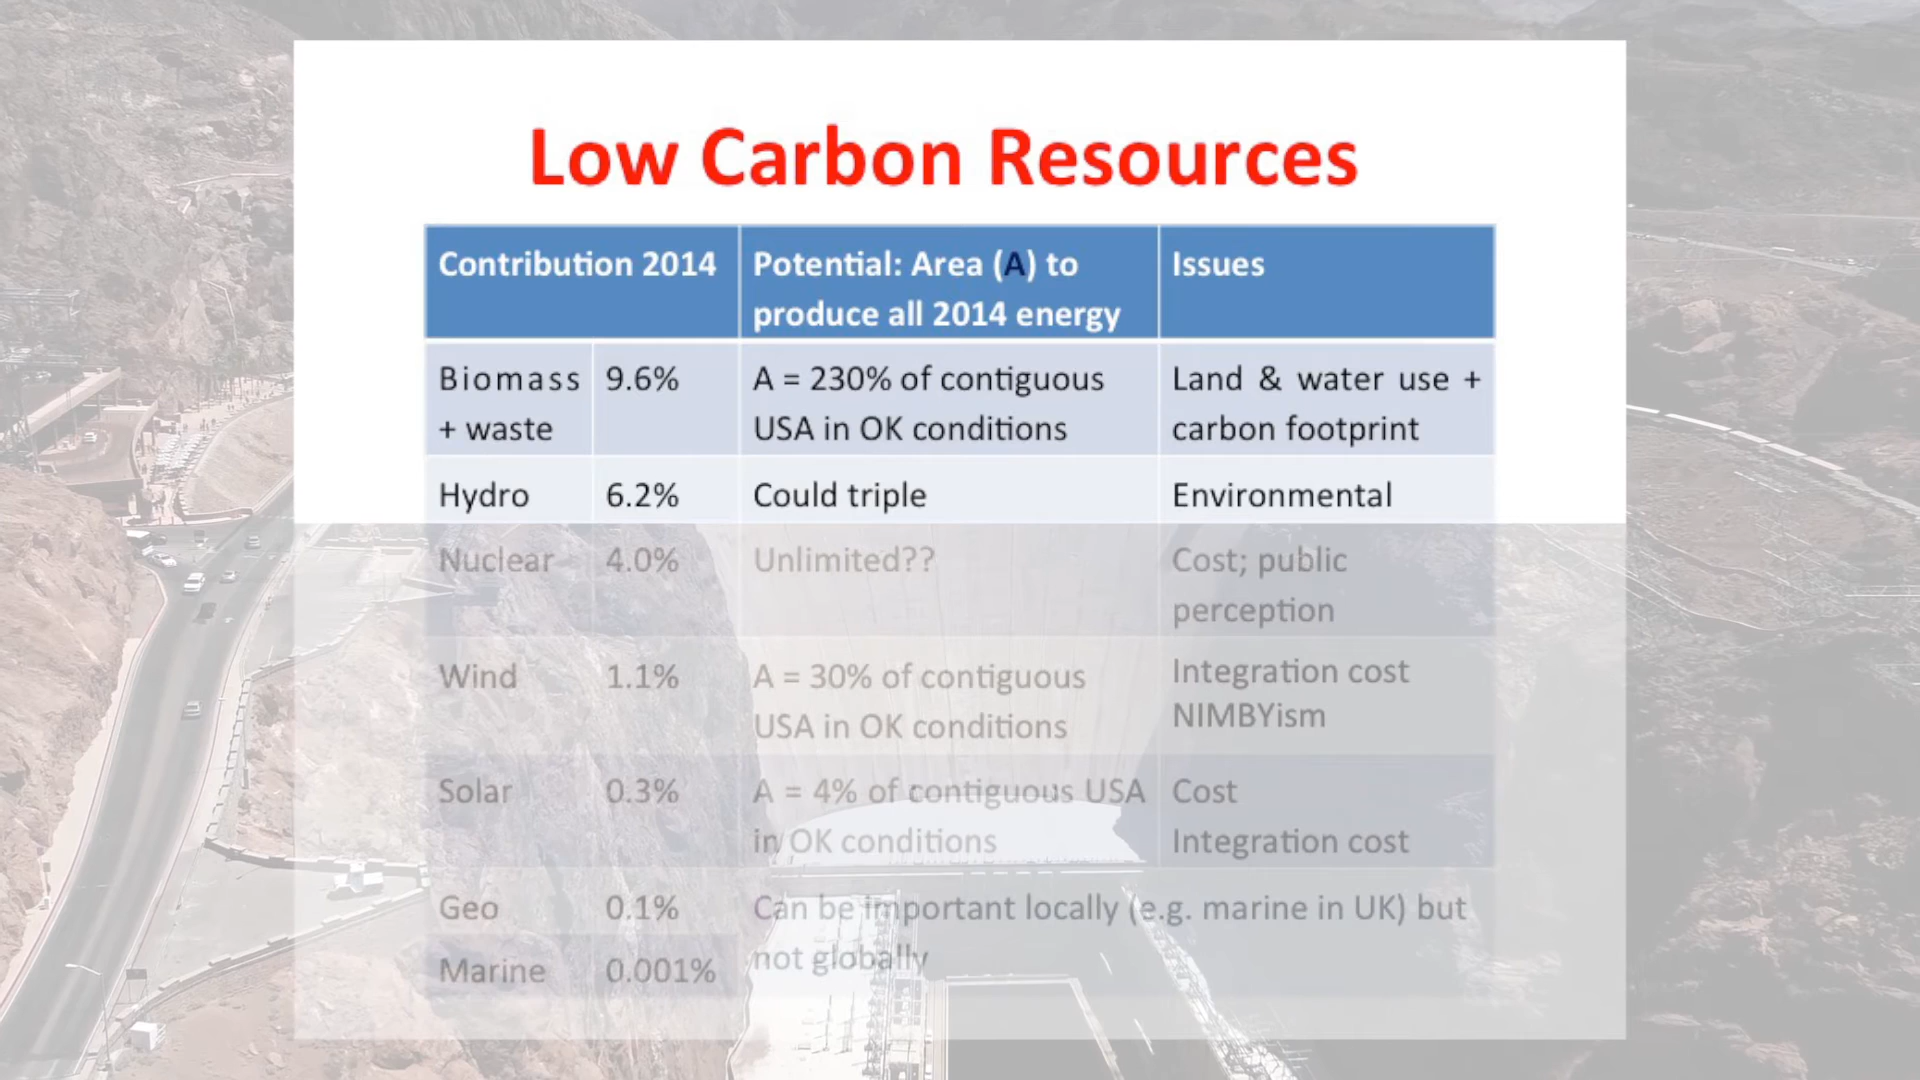 Low Carbon Resources
Contribution 2014
Potential: Area (A) to
produce all 2014 energy
Issues
Biomass
+ waste
9.6%
A = 230% of contiguous
USA in OK conditions
Land & water use +
carbon footprint
Hydro
6.2%
Could triple
Environmental
Nuclear
4.0%
Unlimited??
Cost; public
perception
Wind
1.1%
A = 30% of contiguous
USA in OK conditions
Integration cost
NIMBYism
Solar
0.3%
A = 4% of contiguous USA
in OK conditions
Cost
Integration cost
Geo
0.1%
Can be important locally (e.g. marine in UK) but
not globally
Marine
0.001%